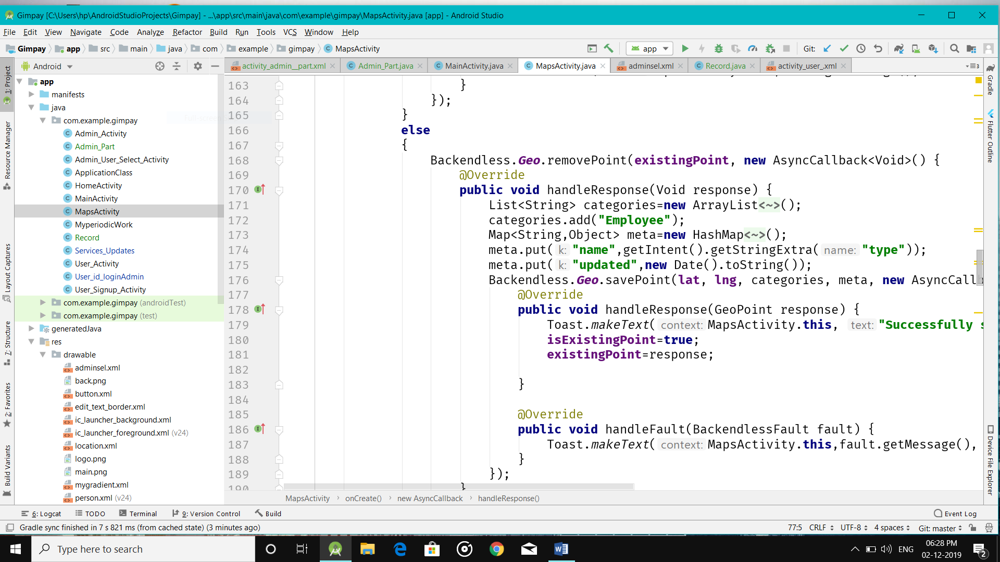 Gimpay [C:\Users\hp\AndroidStudioProjects\Gimpay] - ...\app\src\main\java\com\example\gimpay\MapsActivity.java [app] - Android Studio
File Edit View Navigate Code Analyze Refactor Build Run Tools VCS Window Help
Gimpay app src main java com example gimpay MapsActivity app Git:
Android
activity_admin__part.xml Admin_Part.java MainActivity.java MapsActivity.java adminsel.xml Record.java activity_user_.xml
1: Project
Resource Manager
Layout Captures
7: Structure
2: Favorites
Build Variants
app
manifests
java
com.example.gimpay
Admin_Activity
Admin_Part
Admin_User_Select_Activity
ApplicationClass
HomeActivity
MainActivity
MapsActivity
MyperiodicWork
Record
Services_Updates
User_Activity
User_id_loginAdmin
User_Signup_Activity
com.example.gimpay (androidTest)
com.example.gimpay (test)
generatedJava
res
drawable
adminsel.xml
back.png
button.xml
edit_text_border.xml
ic_launcher_background.xml
ic_launcher_foreground.xml (v24)
location.xml
logo.png
main.png
mygradient.xml
person.xml (v24)
163 }
164 });
165 }
166 else
167 {
168 Backendless.Geo.removePoint(existingPoint, new AsyncCallback<Void>() {
169 @Override
170 public void handleResponse(Void response) {
171 List<String> categories=new ArrayList<~>();
172 categories.add("Employee");
173 Map<String,Object> meta=new HashMap<~>();
174 meta.put( k: "name",getIntent().getStringExtra( name: "type"));
175 meta.put( k: "updated",new Date().toString());
176 Backendless.Geo.savePoint(lat, lng, categories, meta, new AsyncCallb
177 @Override
178 public void handleResponse(GeoPoint response) {
179 Toast.makeText( context: MapsActivity.this, text: "Successfully s
180 isExistingPoint=true;
181 existingPoint=response;
182
183 }
184
185 @Override
186 public void handleFault(BackendlessFault fault) {
187 Toast.makeText( context: MapsActivity.this,fault.getMessage(),
188 }
189 });
190 }
MapsActivity onCreate() new AsyncCallback handleResponse()
Gradle
Flutter Outline
Device File Explorer
6: Logcat TODO Terminal 9: Version Control Build Event Log
Gradle sync finished in 7 s 821 ms (from cached state) (3 minutes ago) 77:5 CRLF UTF-8 4 spaces Git: master
Type here to search ENG 06:28 PM
02-12-2019 2